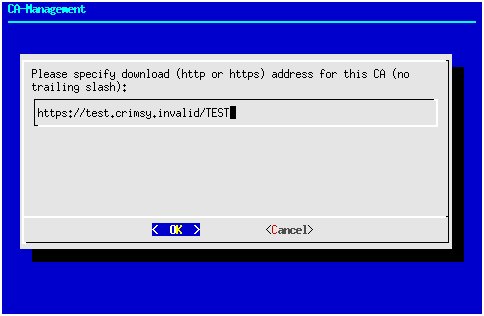 CA-Management
Please specify download (http or https) address for this CA (no
trailing slash):
https://test.crimsy.invalid/TEST
< OK > <Cancel>